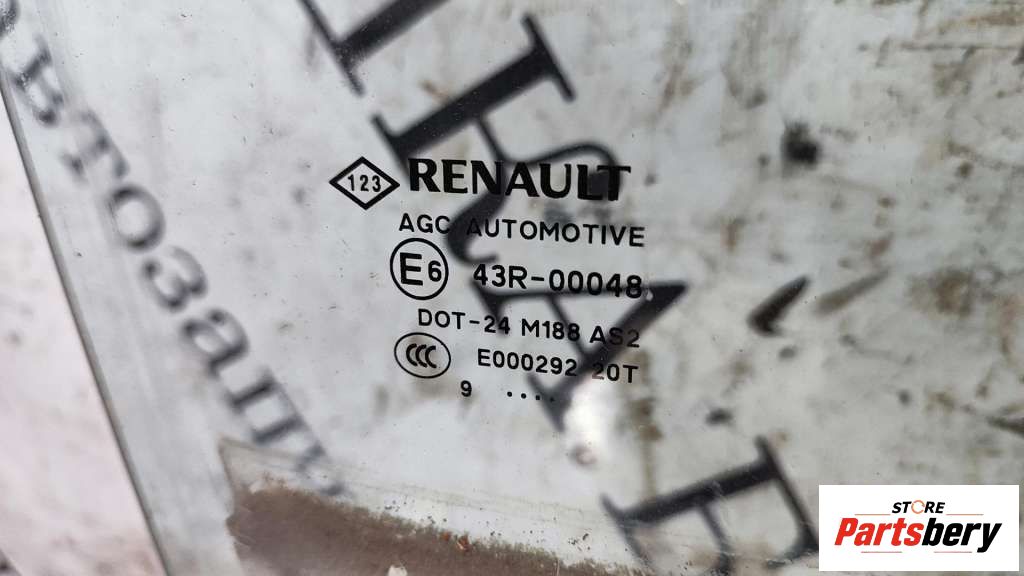 123 RENAULT
AGC AUTOMOTIVE
E6 43R-00048
DOT-24 M188 AS2
CCC E000292 20T
9 ....
STORE
Partsbery